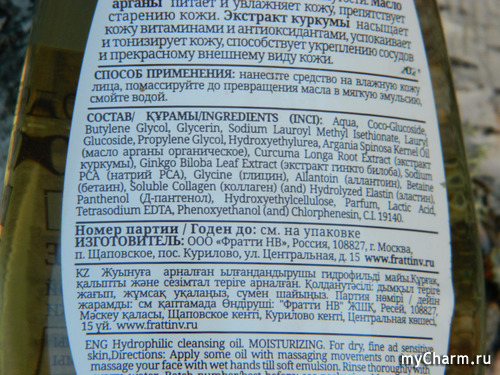 арганы питает и увлажняет кожу, препятствует
старению кожи. Экстракт куркумы насыщает
кожу витаминами и антиоксидантами, успокаивает
и тонизирует кожу, способствует укреплению сосудов
и прекрасному внешнему виду кожи.
СПОСОБ ПРИМЕНЕНИЯ: нанесите средство на влажную кожу
лица, помассируйте до превращения масла в мягкую эмульсию,
смойте водой.
СОСТАВ/ ҚҰРАМЫ/INGREDIENTS (INCI): Aqua, Coco-Glucoside,
Butylene Glycol, Glycerin, Sodium Lauroyl Methyl Isethionate, Lauryl
Glucoside, Propylene Glycol, Hydroxyethylurea, Argania Spinosa Kernel Oil
(масло арганы органическое), Curcuma Longa Root Extract (экстракт
куркумы), Ginkgo Biloba Leaf Extract (экстракт гинкго билоба), Sodium
PCA (натрий PCA), Glycine (глицин), Allantoin (аллантоин), Betaine
(бетаин), Soluble Collagen (коллаген) and Hydrolyzed Elastin (эластин),
Panthenol (Д-пантенол), Hydroxyethylcellulose, Parfum, Lactic Acid,
Tetrasodium EDTA, Phenoxyethanol (and) Chlorphenesin, C.I. 19140.
Номер партии / Годен до: см. на упаковке
ИЗГОТОВИТЕЛЬ: ООО «Фратти НВ», Россия, 108827, г. Москва,
п. Щаповское, пос. Курилово, ул. Центральная, д. 15 www.frattinv.ru
KZ Жуынуға арналған ылғандандырушы гидрофильді майы. Құрғақ,
қалыпты және сезімтал теріге арналған. Қолданутәсілі: дымқыл теріге
жағып, жұмсақ уқалаңыз, сумен шайыңыз. Партия нөмірі / дейін
жарамды: см қаптамада Өндіруші: "Фратти НВ" ЖШҚ, Ресей, 108827,
Мәскеу қаласы, Щаповское кенті, Курилово кенті, Центральная көшесі,
15 уй. www.frattinv.ru
ENG Hydrophilic cleansing oil. MOISTURIZING. For dry, fine ad sensitive
skin, Directions: Apply some oil with massaging movements on
massage your face with wet hands till soft emulsion. Rinse thoroughly with
myCharm.ru